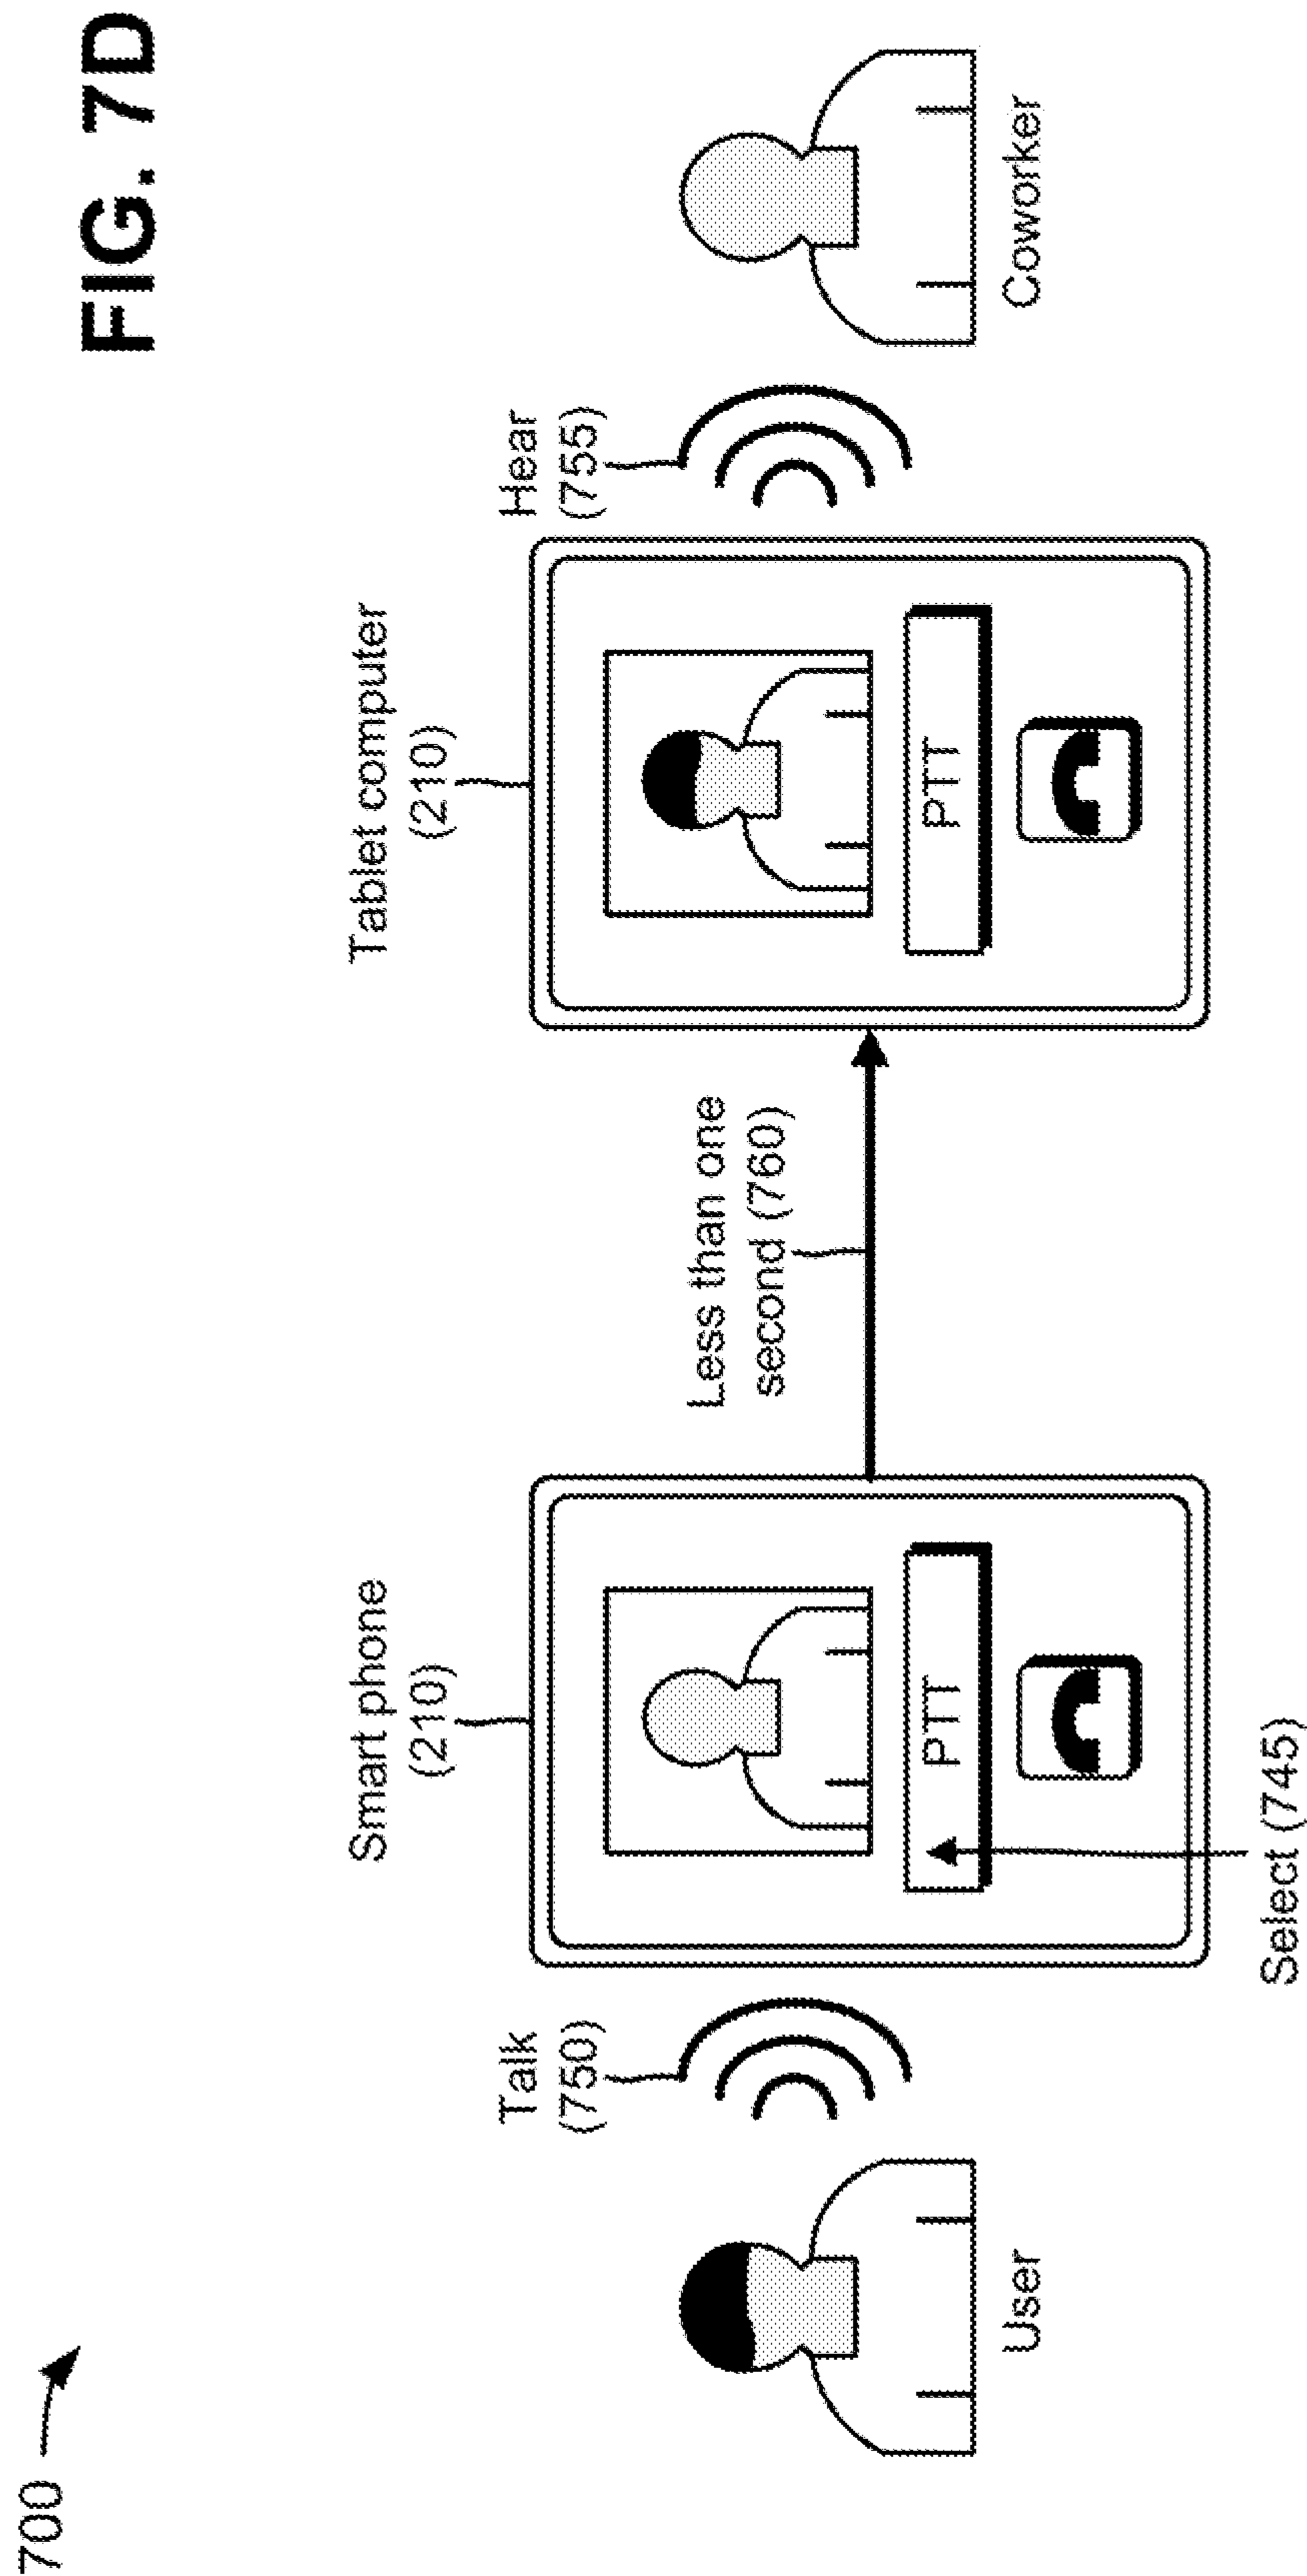 FIG. 7D
700
Smart phone
(210)
Tablet computer
(210)
Talk
(750)
Hear
(755)
Less than one
second (760)
PTT
PTT
User
Coworker
Select (745)